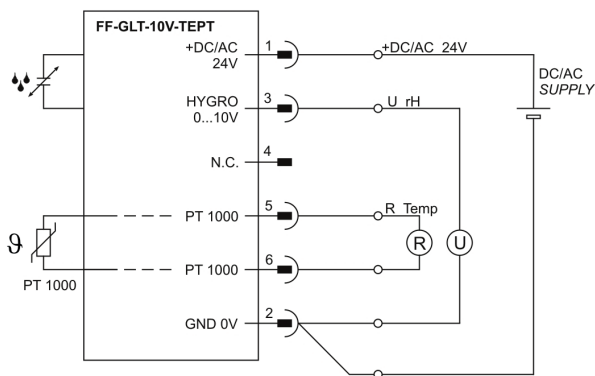 FF-GLT-10V-TEPT
+DC/AC
24V
1
+DC/AC 24V
DC/AC
SUPPLY
HYGRO
0...10V
3
U rH
N.C.
4
PT 1000
5
R Temp
R
U
ϑ
PT 1000
PT 1000
6
GND 0V
2